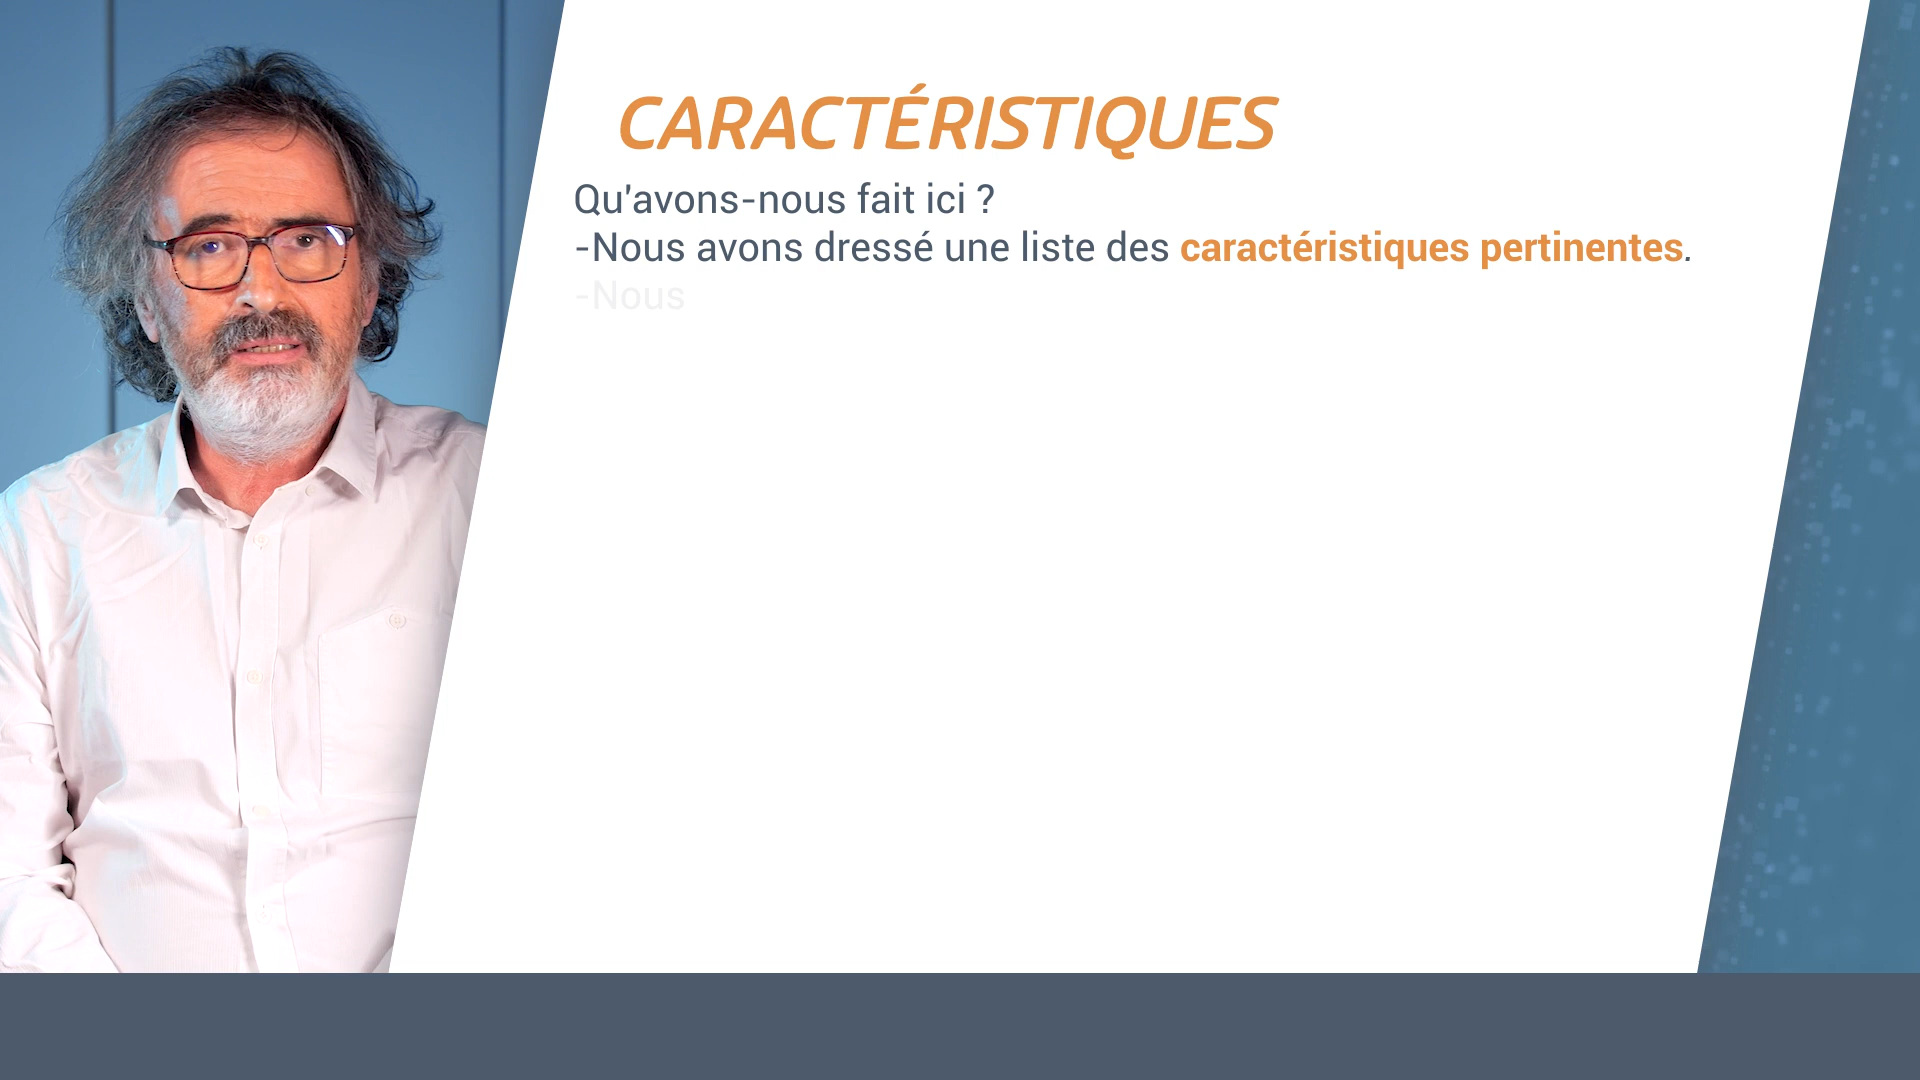 CARACTÉRISTIQUES
Qu'avons-nous fait ici ?
-Nous avons dressé une liste des caractéristiques pertinentes.
-Nous